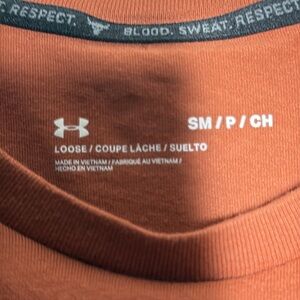 T. RESPECT. BLOOD. SWEAT. RESPECT
SM / P / CH
LOOSE / COUPE LÂCHE / SUELTO
MADE IN VIETNAM / FABRIQUÉ AU VIETNAM /
HECHO EN VIETNAM